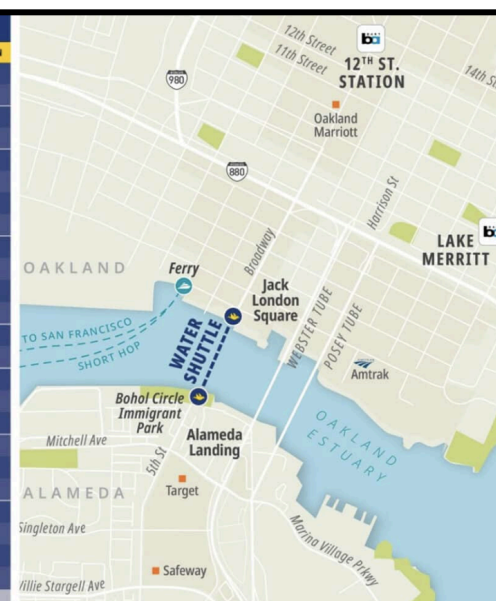 12th Street
11th Street
ba
12TH ST.
STATION
14th
980
Oakland
Marriott
880
Harrison St
LAKE
MERRITT
Broadway
OAKLAND
Ferry
Jack
London
Square
WEBSTER TUBE
POSEY TUBE
TO SAN FRANCISCO
SHORT HOP
WATER
SHUTTLE
Amtrak
Bohol Circle
Immigrant
Park
Alameda
Landing
OAKLAND
ESTUARY
Mitchell Ave
5th St
ALAMEDA
Target
Singleton Ave
Marina Village Prkwy
Safeway
Willie Stargell Ave